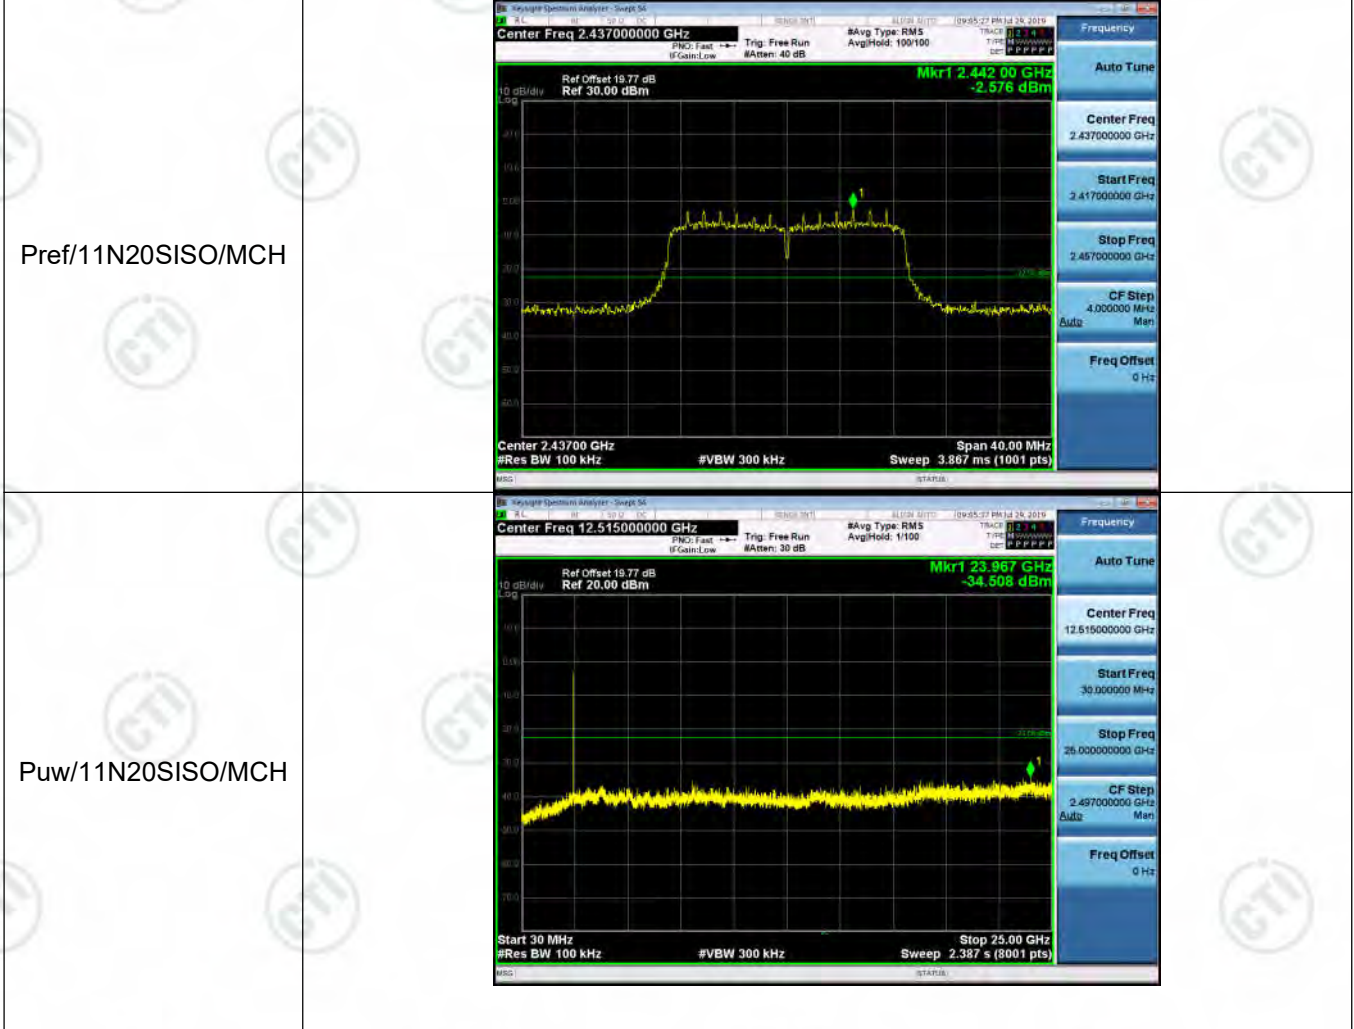 Pref/11N20SISO/MCH
Keysight Spectrum Analyzer - Swept SA
Center Freq 2.437000000 GHz
PNO: Fast
IFGain:Low
Trig: Free Run
#Atten: 40 dB
#Avg Type: RMS
Avg|Hold: 100/100
09:05:27 PM Jul 29, 2019
TRACE
TYPE
DET P P P P P P
Frequency
Mkr1 2.442 00 GHz
-2.576 dBm
Ref Offset 19.77 dB
10 dB/div Ref 30.00 dBm
Log
1
Center 2.43700 GHz
Span 40.00 MHz
#Res BW 100 kHz
#VBW 300 kHz
Sweep 3.867 ms (1001 pts)
MSG
STATUS
Auto Tune
Center Freq
2.437000000 GHz
Start Freq
2.417000000 GHz
Stop Freq
2.457000000 GHz
CF Step
4.000000 MHz
Auto Man
Freq Offset
0 Hz
Puw/11N20SISO/MCH
Keysight Spectrum Analyzer - Swept SA
Center Freq 12.515000000 GHz
PNO: Fast
IFGain:Low
Trig: Free Run
#Atten: 30 dB
#Avg Type: RMS
Avg|Hold: 1/100
09:05:37 PM Jul 29, 2019
TRACE
TYPE
DET P P P P P P
Frequency
Mkr1 23.967 GHz
-34.508 dBm
Ref Offset 19.77 dB
10 dB/div Ref 20.00 dBm
Log
1
Start 30 MHz
Stop 25.00 GHz
#Res BW 100 kHz
#VBW 300 kHz
Sweep 2.387 s (8001 pts)
MSG
STATUS
Auto Tune
Center Freq
12.515000000 GHz
Start Freq
30.000000 MHz
Stop Freq
25.000000000 GHz
CF Step
2.497000000 GHz
Auto Man
Freq Offset
0 Hz
CTI